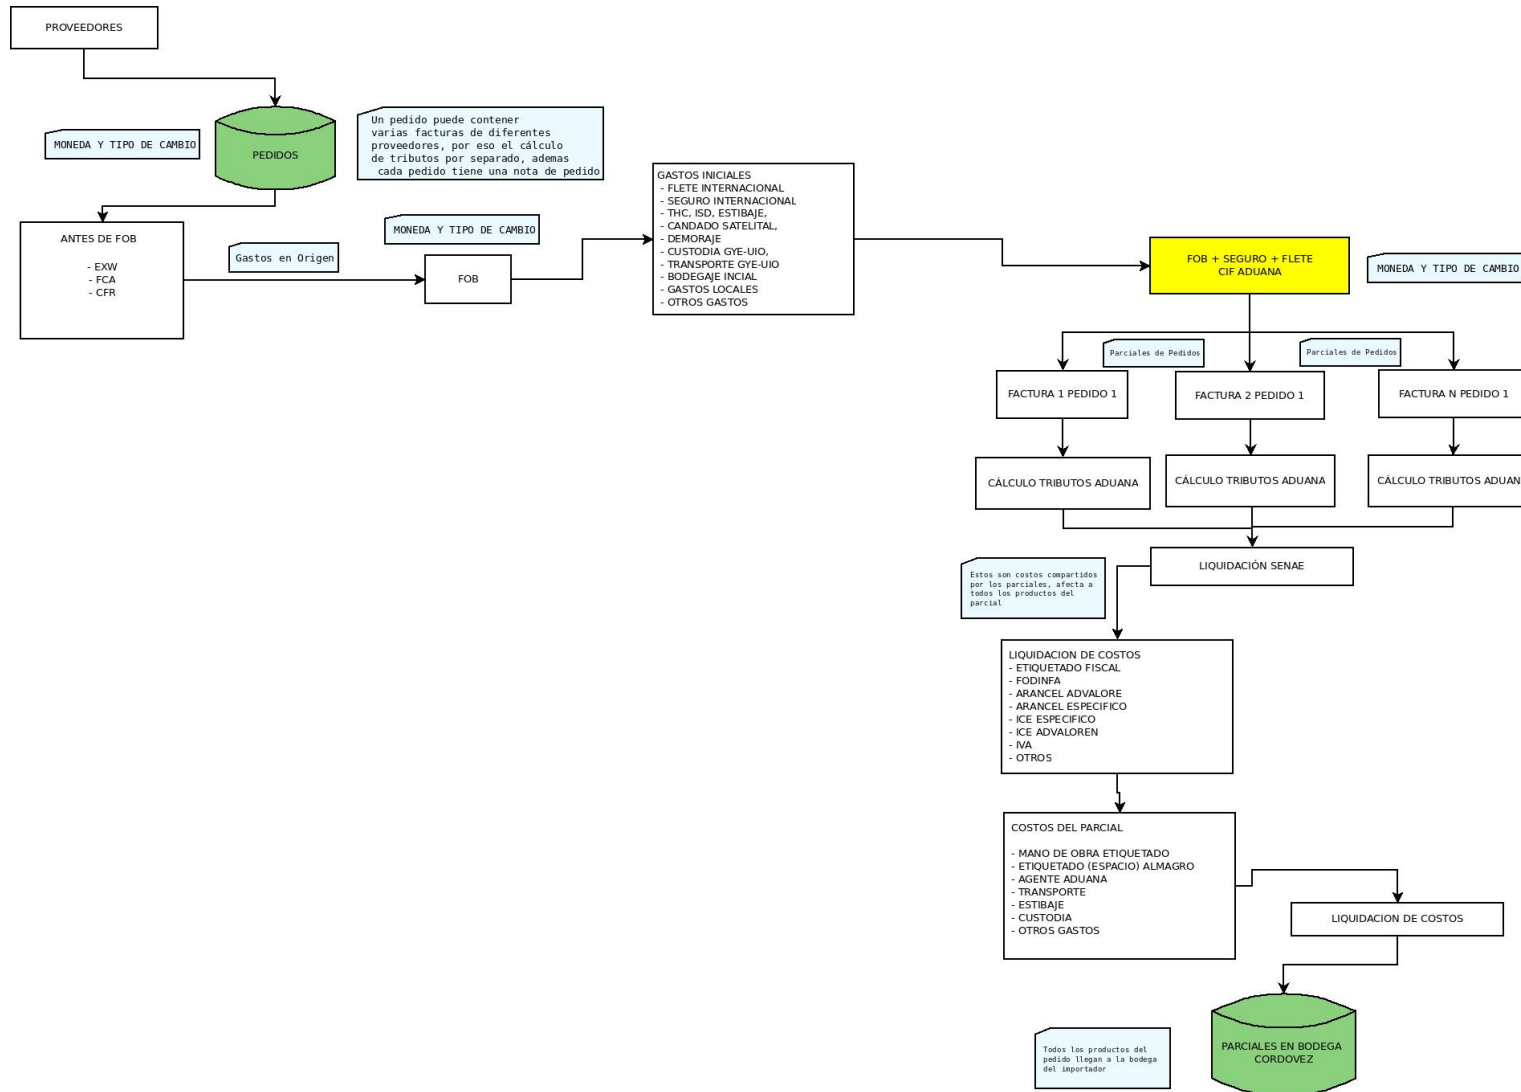 PROVEEDORES
MONEDA Y TIPO DE CAMBIO
PEDIDOS
Un pedido puede contener
varias facturas de diferentes
proveedores, por eso el cálculo
de tributos por separado, ademas
cada pedido tiene una nota de pedido
ANTES DE FOB
- EXW
- FCA
- CFR
Gastos en Origen
MONEDA Y TIPO DE CAMBIO
FOB
GASTOS INICIALES
- FLETE INTERNACIONAL
- SEGURO INTERNACIONAL
- THC, ISD, ESTIBAJE,
- CANDADO SATELITAL,
- DEMORAJE
- CUSTODIA GYE-UIO,
- TRANSPORTE GYE-UIO
- BODEGAJE INCIAL
- GASTOS LOCALES
- OTROS GASTOS
FOB + SEGURO + FLETE
CIF ADUANA
MONEDA Y TIPO DE CAMBIO
Parciales de Pedidos
Parciales de Pedidos
FACTURA 1 PEDIDO 1
FACTURA 2 PEDIDO 1
FACTURA N PEDIDO 1
CÁLCULO TRIBUTOS ADUANA
CÁLCULO TRIBUTOS ADUANA
CÁLCULO TRIBUTOS ADUAN
LIQUIDACIÓN SENAE
Estos son costos compartidos
por los parciales, afecta a
todos los productos del
parcial
LIQUIDACION DE COSTOS
- ETIQUETADO FISCAL
- FODINFA
- ARANCEL ADVALORE
- ARANCEL ESPECIFICO
- ICE ESPECIFICO
- ICE ADVALOREN
- IVA
- OTROS
COSTOS DEL PARCIAL
- MANO DE OBRA ETIQUETADO
- ETIQUETADO (ESPACIO) ALMAGRO
- AGENTE ADUANA
- TRANSPORTE
- ESTIBAJE
- CUSTODIA
- OTROS GASTOS
LIQUIDACION DE COSTOS
Todos los productos del
pedido llegan a la bodega
del importador
PARCIALES EN BODEGA
CORDOVEZ